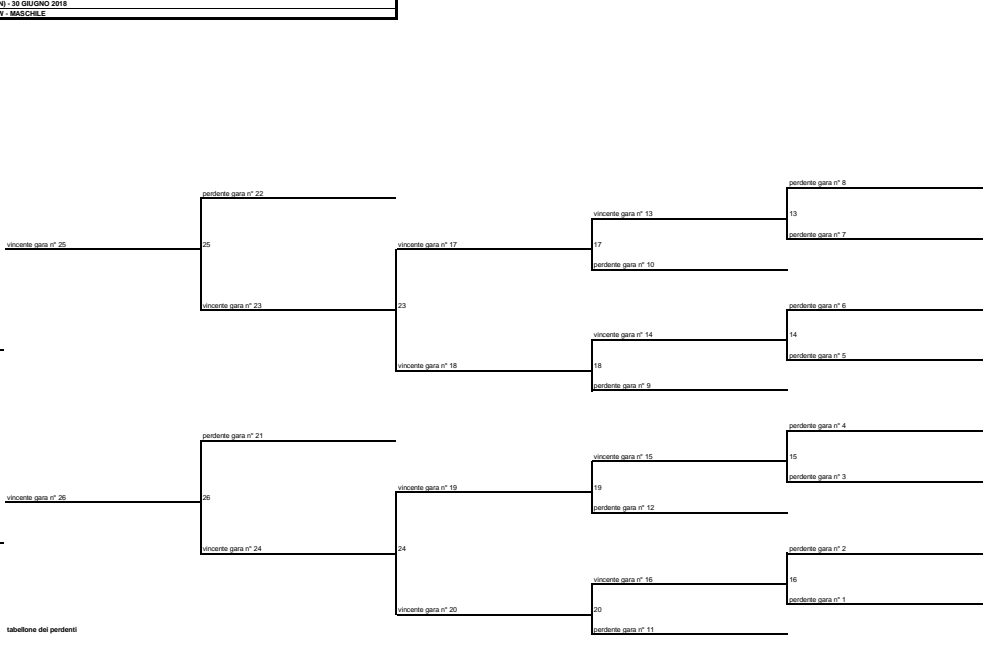 N) - 30 GIUGNO 2018
W - MASCHILE
perdente gara n° 8
perdente gara n° 22
vincente gara n° 13
13
perdente gara n° 7
vincente gara n° 25
25
vincente gara n° 17
17
perdente gara n° 10
vincente gara n° 23
23
perdente gara n° 6
vincente gara n° 14
14
perdente gara n° 5
vincente gara n° 18
18
perdente gara n° 9
perdente gara n° 4
perdente gara n° 21
vincente gara n° 15
15
perdente gara n° 3
vincente gara n° 19
19
vincente gara n° 26
26
perdente gara n° 12
vincente gara n° 24
24
perdente gara n° 2
vincente gara n° 16
16
perdente gara n° 1
vincente gara n° 20
20
tabellone dei perdenti
perdente gara n° 11